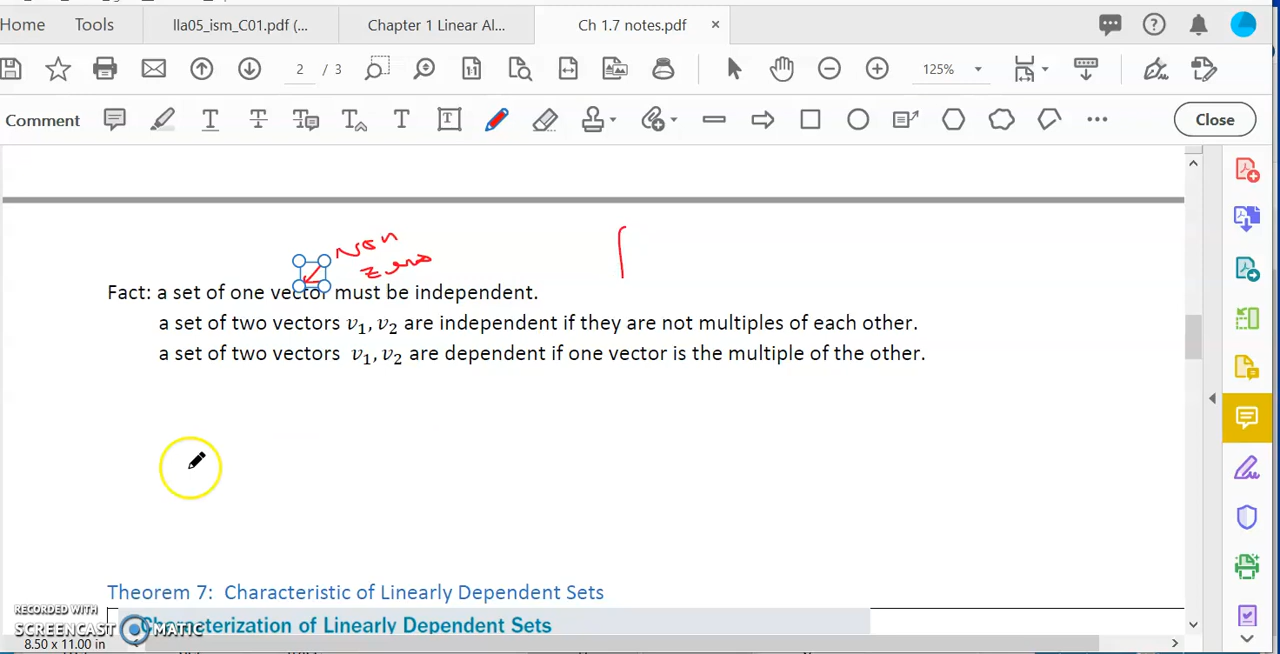 Home Tools lla05_ism_C01.pdf (... Chapter 1 Linear Al... Ch 1.7 notes.pdf ×
2 / 3 125%
Comment Close
Non
zero
Fact: a set of one vector must be independent.
a set of two vectors v₁, v₂ are independent if they are not multiples of each other.
a set of two vectors v₁, v₂ are dependent if one vector is the multiple of the other.
Theorem 7: Characteristic of Linearly Dependent Sets
Characterization of Linearly Dependent Sets
RECORDED WITH
SCREENCAST MATIC
8.50 x 11.00 in